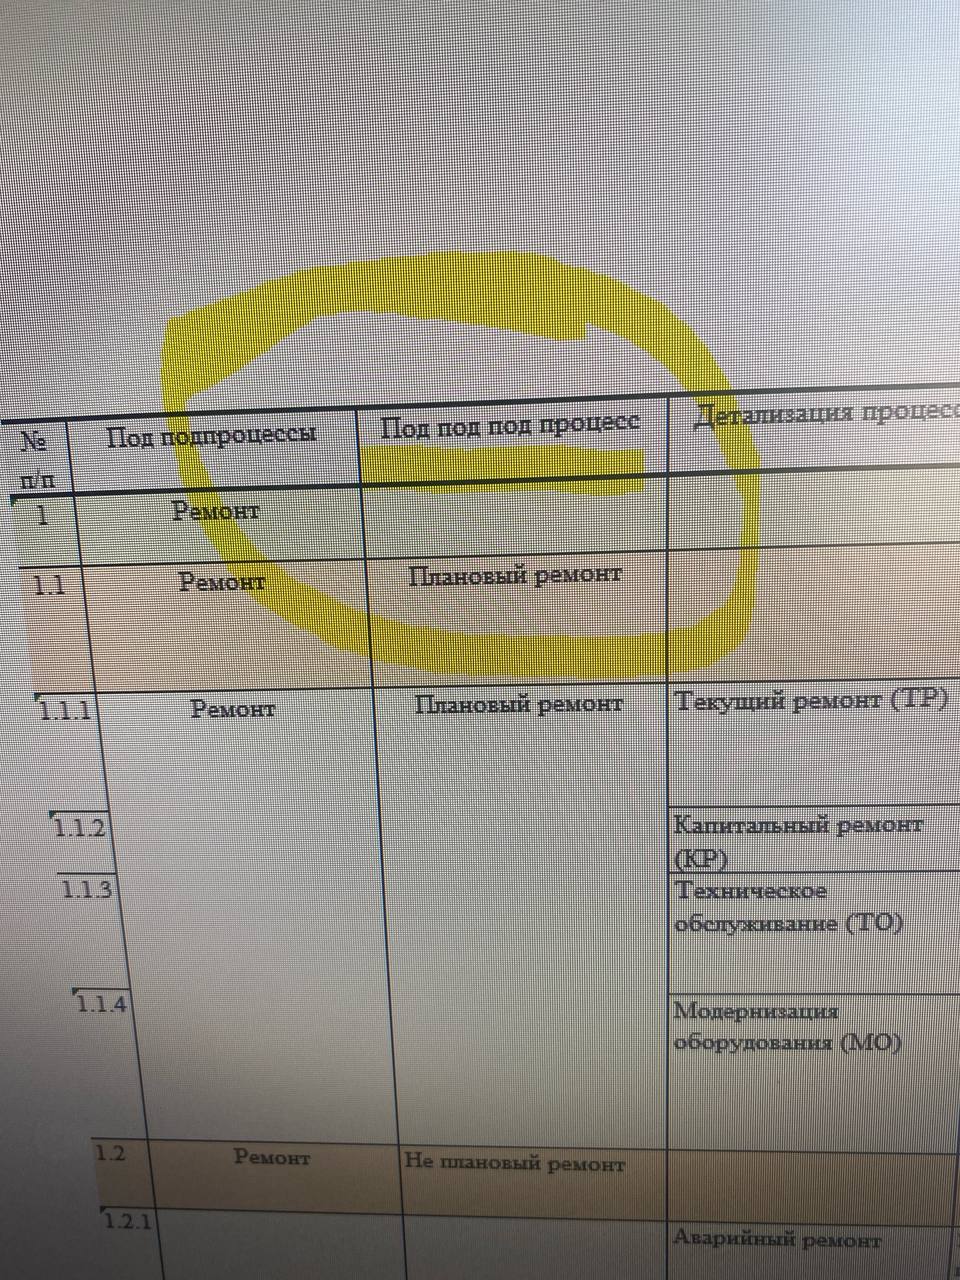 № п/п
Под подпроцессы
Под под под процесс
Детализация процесс
1
Ремонт
1.1
Ремонт
Плановый ремонт
1.1.1
Ремонт
Плановый ремонт
Текущий ремонт (ТР)
1.1.2
Капитальный ремонт
(КР)
1.1.3
Техническое
обслуживание (ТО)
1.1.4
Модернизация
оборудования (МО)
1.2
Ремонт
Не плановый ремонт
1.2.1
Аварийный ремонт